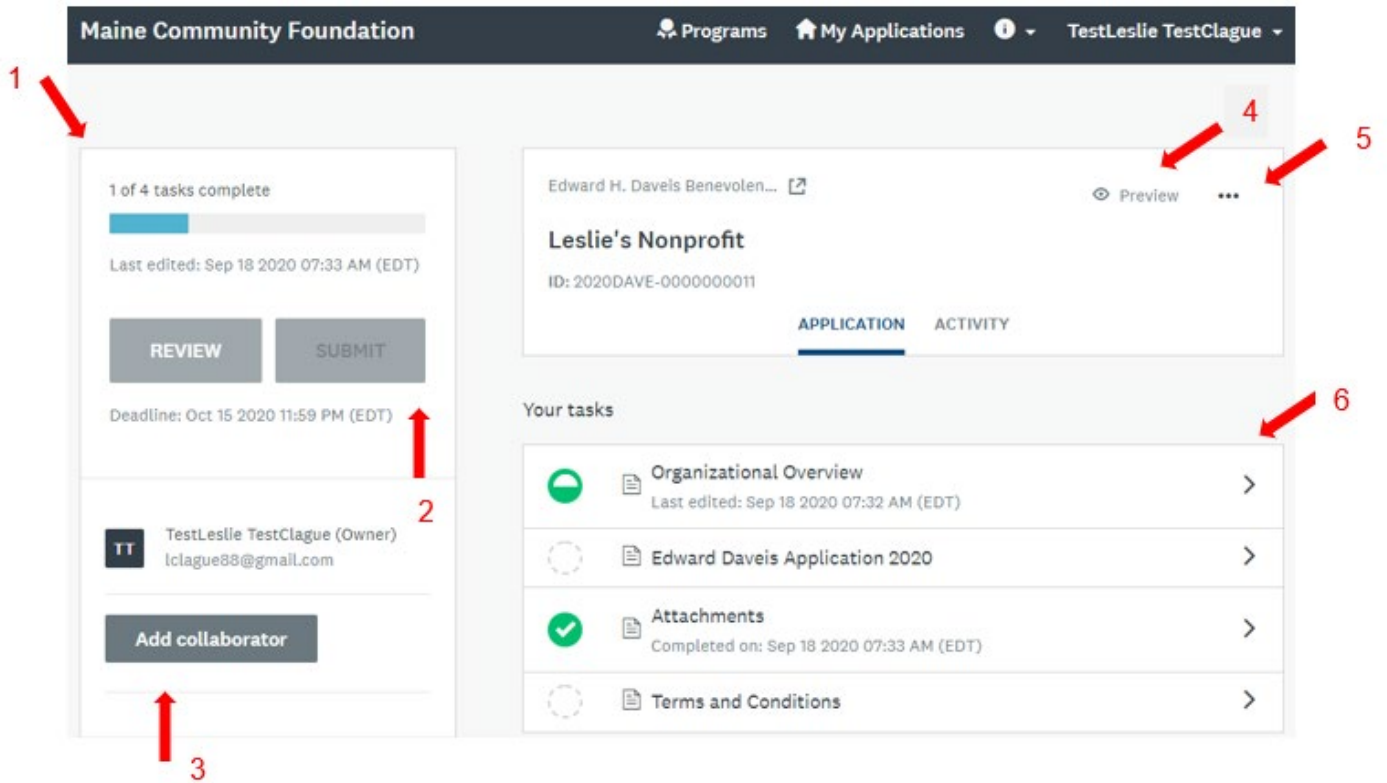 Maine Community Foundation
Programs My Applications TestLeslie TestClague
1
4
5
1 of 4 tasks complete
Last edited: Sep 18 2020 07:33 AM (EDT)
REVIEW SUBMIT
Deadline: Oct 15 2020 11:59 PM (EDT)
2
TT
TestLeslie TestClague (Owner)
lclague88@gmail.com
Add collaborator
3
Edward H. Daveis Benevolen...
Preview
Leslie's Nonprofit
ID: 2020DAVE-0000000011
APPLICATION ACTIVITY
Your tasks
6
Organizational Overview
Last edited: Sep 18 2020 07:32 AM (EDT)
Edward Daveis Application 2020
Attachments
Completed on: Sep 18 2020 07:33 AM (EDT)
Terms and Conditions